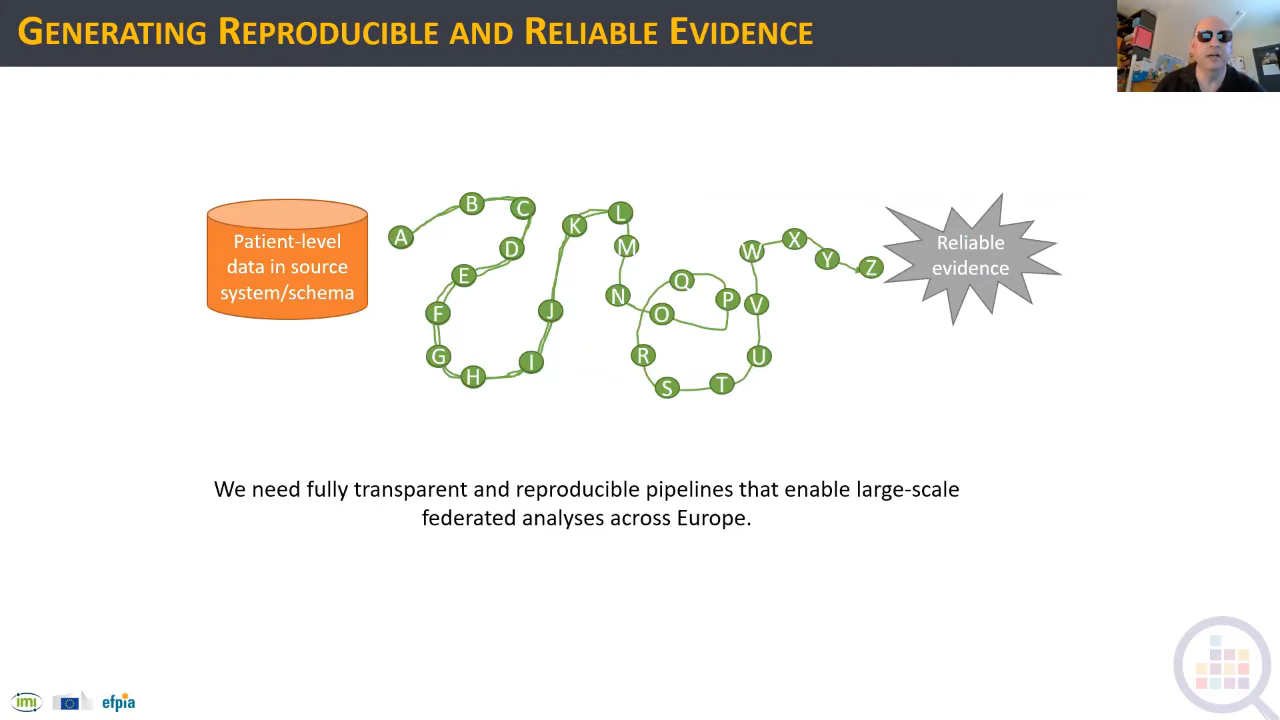 GENERATING REPRODUCIBLE AND RELIABLE EVIDENCE
Patient-level
data in source
system/schema
A
B
C
D
E
F
G
H
I
J
K
L
M
N
O
P
Q
R
S
T
U
V
W
X
Y
Z
Reliable
evidence
We need fully transparent and reproducible pipelines that enable large-scale
federated analyses across Europe.
imi
efpia